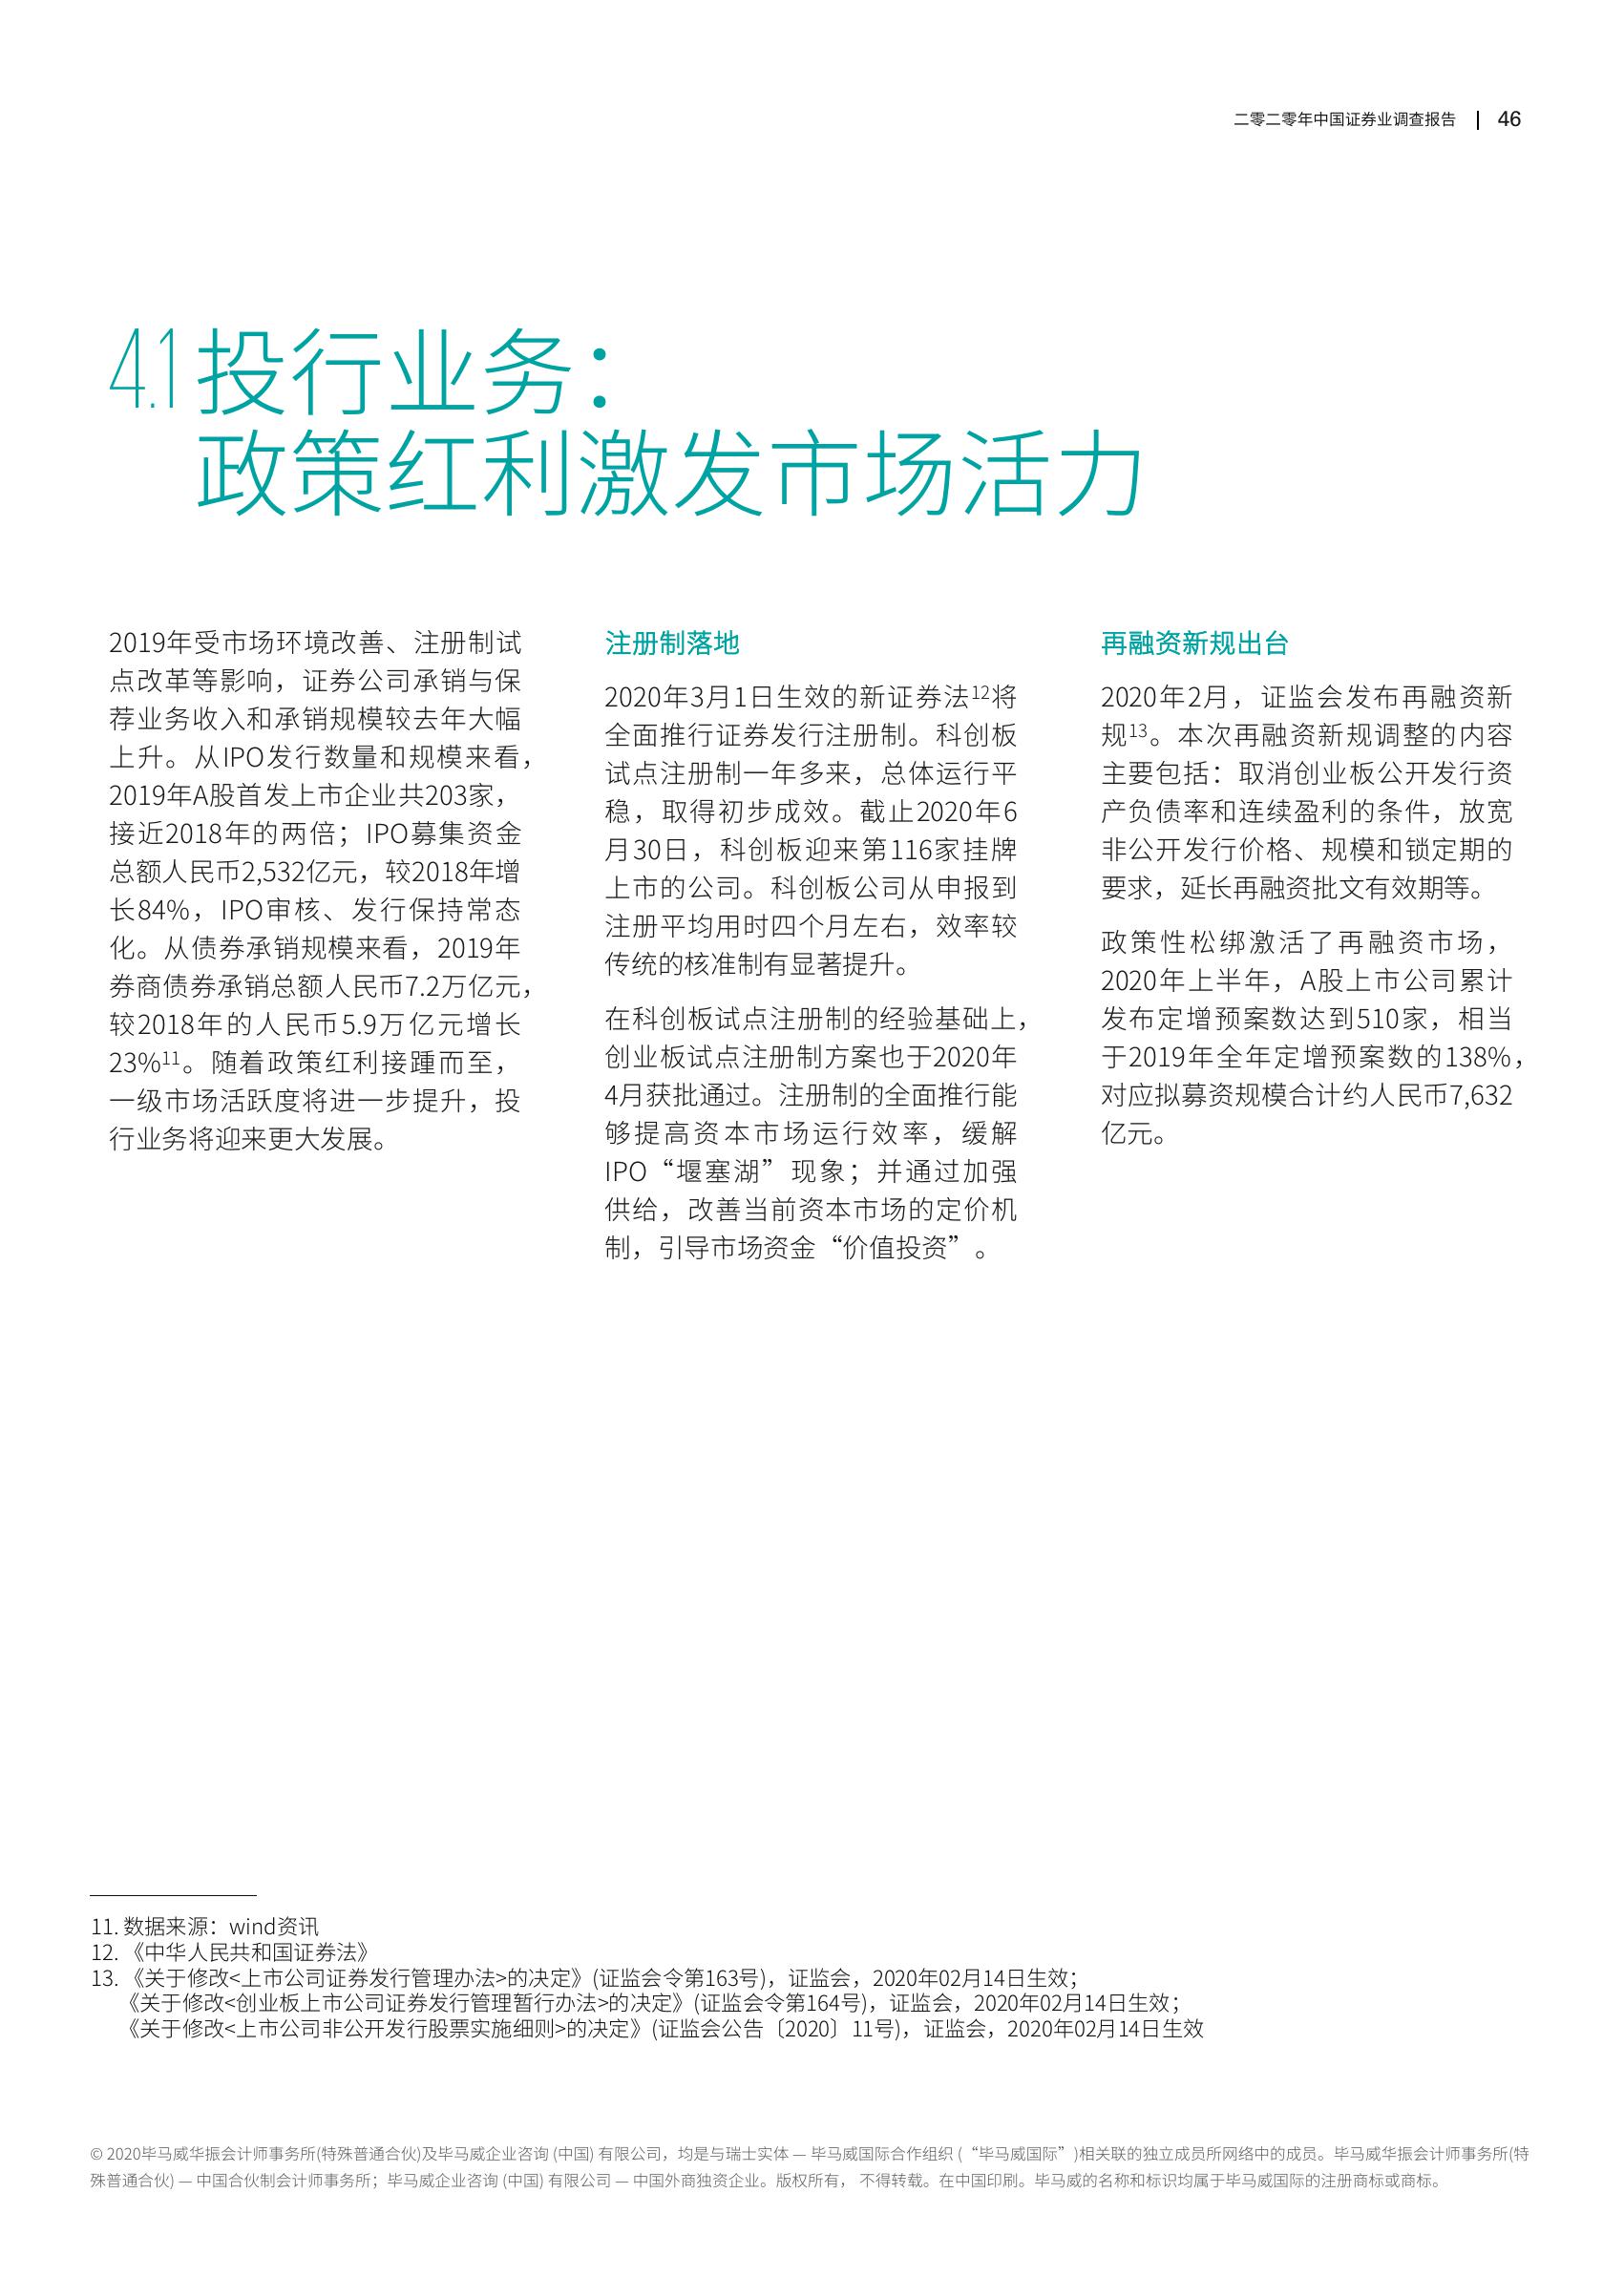 二零二零年中国证券业调查报告 | 46
4.1 投行业务：
政策红利激发市场活力
2019年受市场环境改善、注册制试
点改革等影响，证券公司承销与保
荐业务收入和承销规模较去年大幅
上升。从IPO发行数量和规模来看，
2019年A股首发上市企业共203家，
接近2018年的两倍；IPO募集资金
总额人民币2,532亿元，较2018年增
长84%，IPO审核、发行保持常态
化。从债券承销规模来看，2019年
券商债券承销总额人民币7.2万亿元，
较2018年的人民币5.9万亿元增长
23%¹¹。随着政策红利接踵而至，
一级市场活跃度将进一步提升，投
行业务将迎来更大发展。
注册制落地
2020年3月1日生效的新证券法¹²将
全面推行证券发行注册制。科创板
试点注册制一年多来，总体运行平
稳，取得初步成效。截止2020年6
月30日，科创板迎来第116家挂牌
上市的公司。科创板公司从申报到
注册平均用时四个月左右，效率较
传统的核准制有显著提升。
在科创板试点注册制的经验基础上，
创业板试点注册制方案也于2020年
4月获批通过。注册制的全面推行能
够提高资本市场运行效率，缓解
IPO“堰塞湖”现象；并通过加强
供给，改善当前资本市场的定价机
制，引导市场资金“价值投资”。
再融资新规出台
2020年2月，证监会发布再融资新
规¹³。本次再融资新规调整的内容
主要包括：取消创业板公开发行资
产负债率和连续盈利的条件，放宽
非公开发行价格、规模和锁定期的
要求，延长再融资批文有效期等。
政策性松绑激活了再融资市场，
2020年上半年，A股上市公司累计
发布定增预案数达到510家，相当
于2019年全年定增预案数的138%，
对应拟募资规模合计约人民币7,632
亿元。
11. 数据来源：wind资讯
12. 《中华人民共和国证券法》
13. 《关于修改<上市公司证券发行管理办法>的决定》(证监会令第163号)，证监会，2020年02月14日生效；
《关于修改<创业板上市公司证券发行管理暂行办法>的决定》(证监会令第164号)，证监会，2020年02月14日生效；
《关于修改<上市公司非公开发行股票实施细则>的决定》(证监会公告〔2020〕11号)，证监会，2020年02月14日生效
© 2020毕马威华振会计师事务所(特殊普通合伙)及毕马威企业咨询 (中国) 有限公司，均是与瑞士实体 — 毕马威国际合作组织 (“毕马威国际”)相关联的独立成员所网络中的成员。毕马威华振会计师事务所(特
殊普通合伙) — 中国合伙制会计师事务所；毕马威企业咨询 (中国) 有限公司 — 中国外商独资企业。版权所有，不得转载。在中国印刷。毕马威的名称和标识均属于毕马威国际的注册商标或商标。